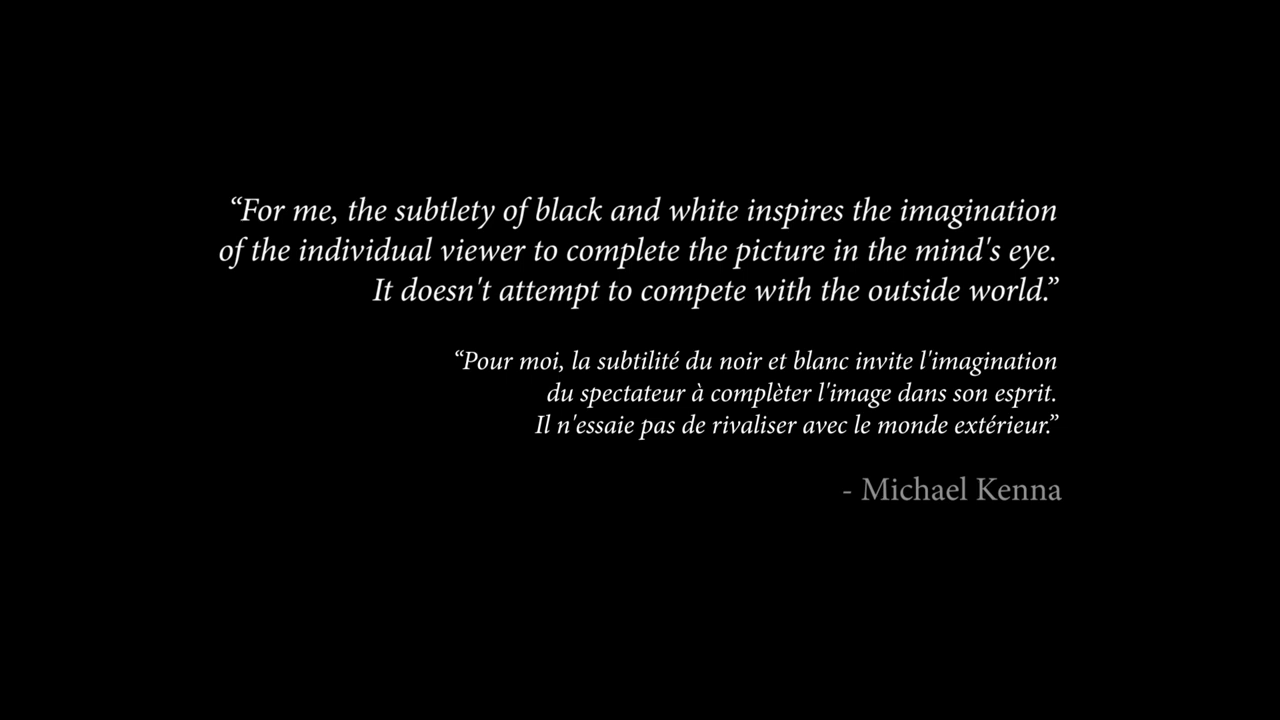 “For me, the subtlety of black and white inspires the imagination
of the individual viewer to complete the picture in the mind's eye.
It doesn't attempt to compete with the outside world.”
“Pour moi, la subtilité du noir et blanc invite l'imagination
du spectateur à complèter l'image dans son esprit.
Il n'essaie pas de rivaliser avec le monde extérieur.”
- Michael Kenna